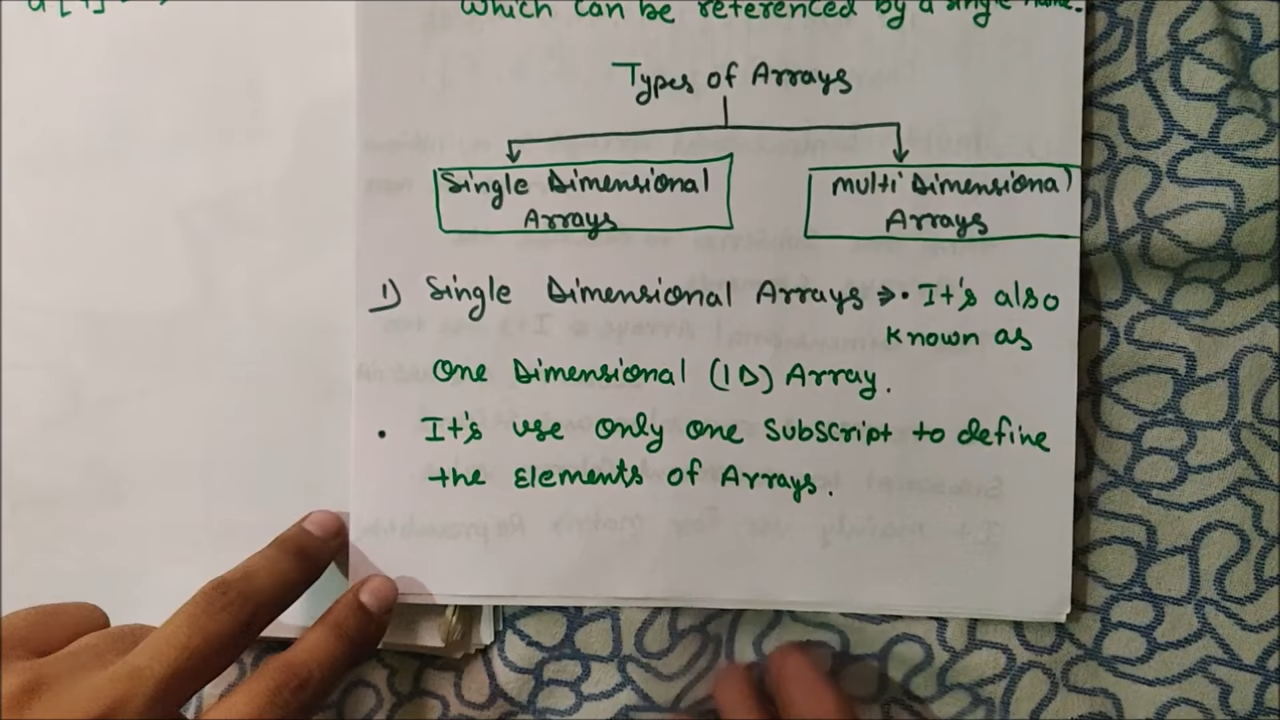 which can be referenced by a single name.
Types of Arrays
Single Dimensional
Arrays
Multi Dimensional
Arrays
1) Single Dimensional Arrays ⇒ • It's also
known as
One Dimensional (1D) Array.
• It's use only one subscript to define
the Elements of Arrays.